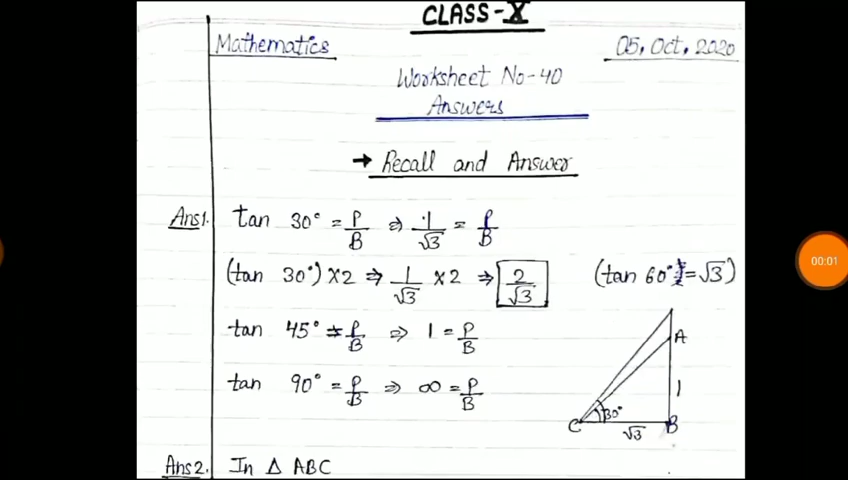 CLASS-X
Mathematics
05, Oct, 2020
Worksheet No-40
Answers
→ Recall and Answer
Ans1. tan 30° = P/B ⇒ 1/√3 = P/B
(tan 30°) x2 ⇒ 1/√3 x 2 ⇒ 2/√3 (tan 60° = √3)
tan 45° = P/B ⇒ 1 = P/B
tan 90° = P/B ⇒ ∞ = P/B
A
1
30°
C
B
√3
Ans2. In Δ ABC
00:01